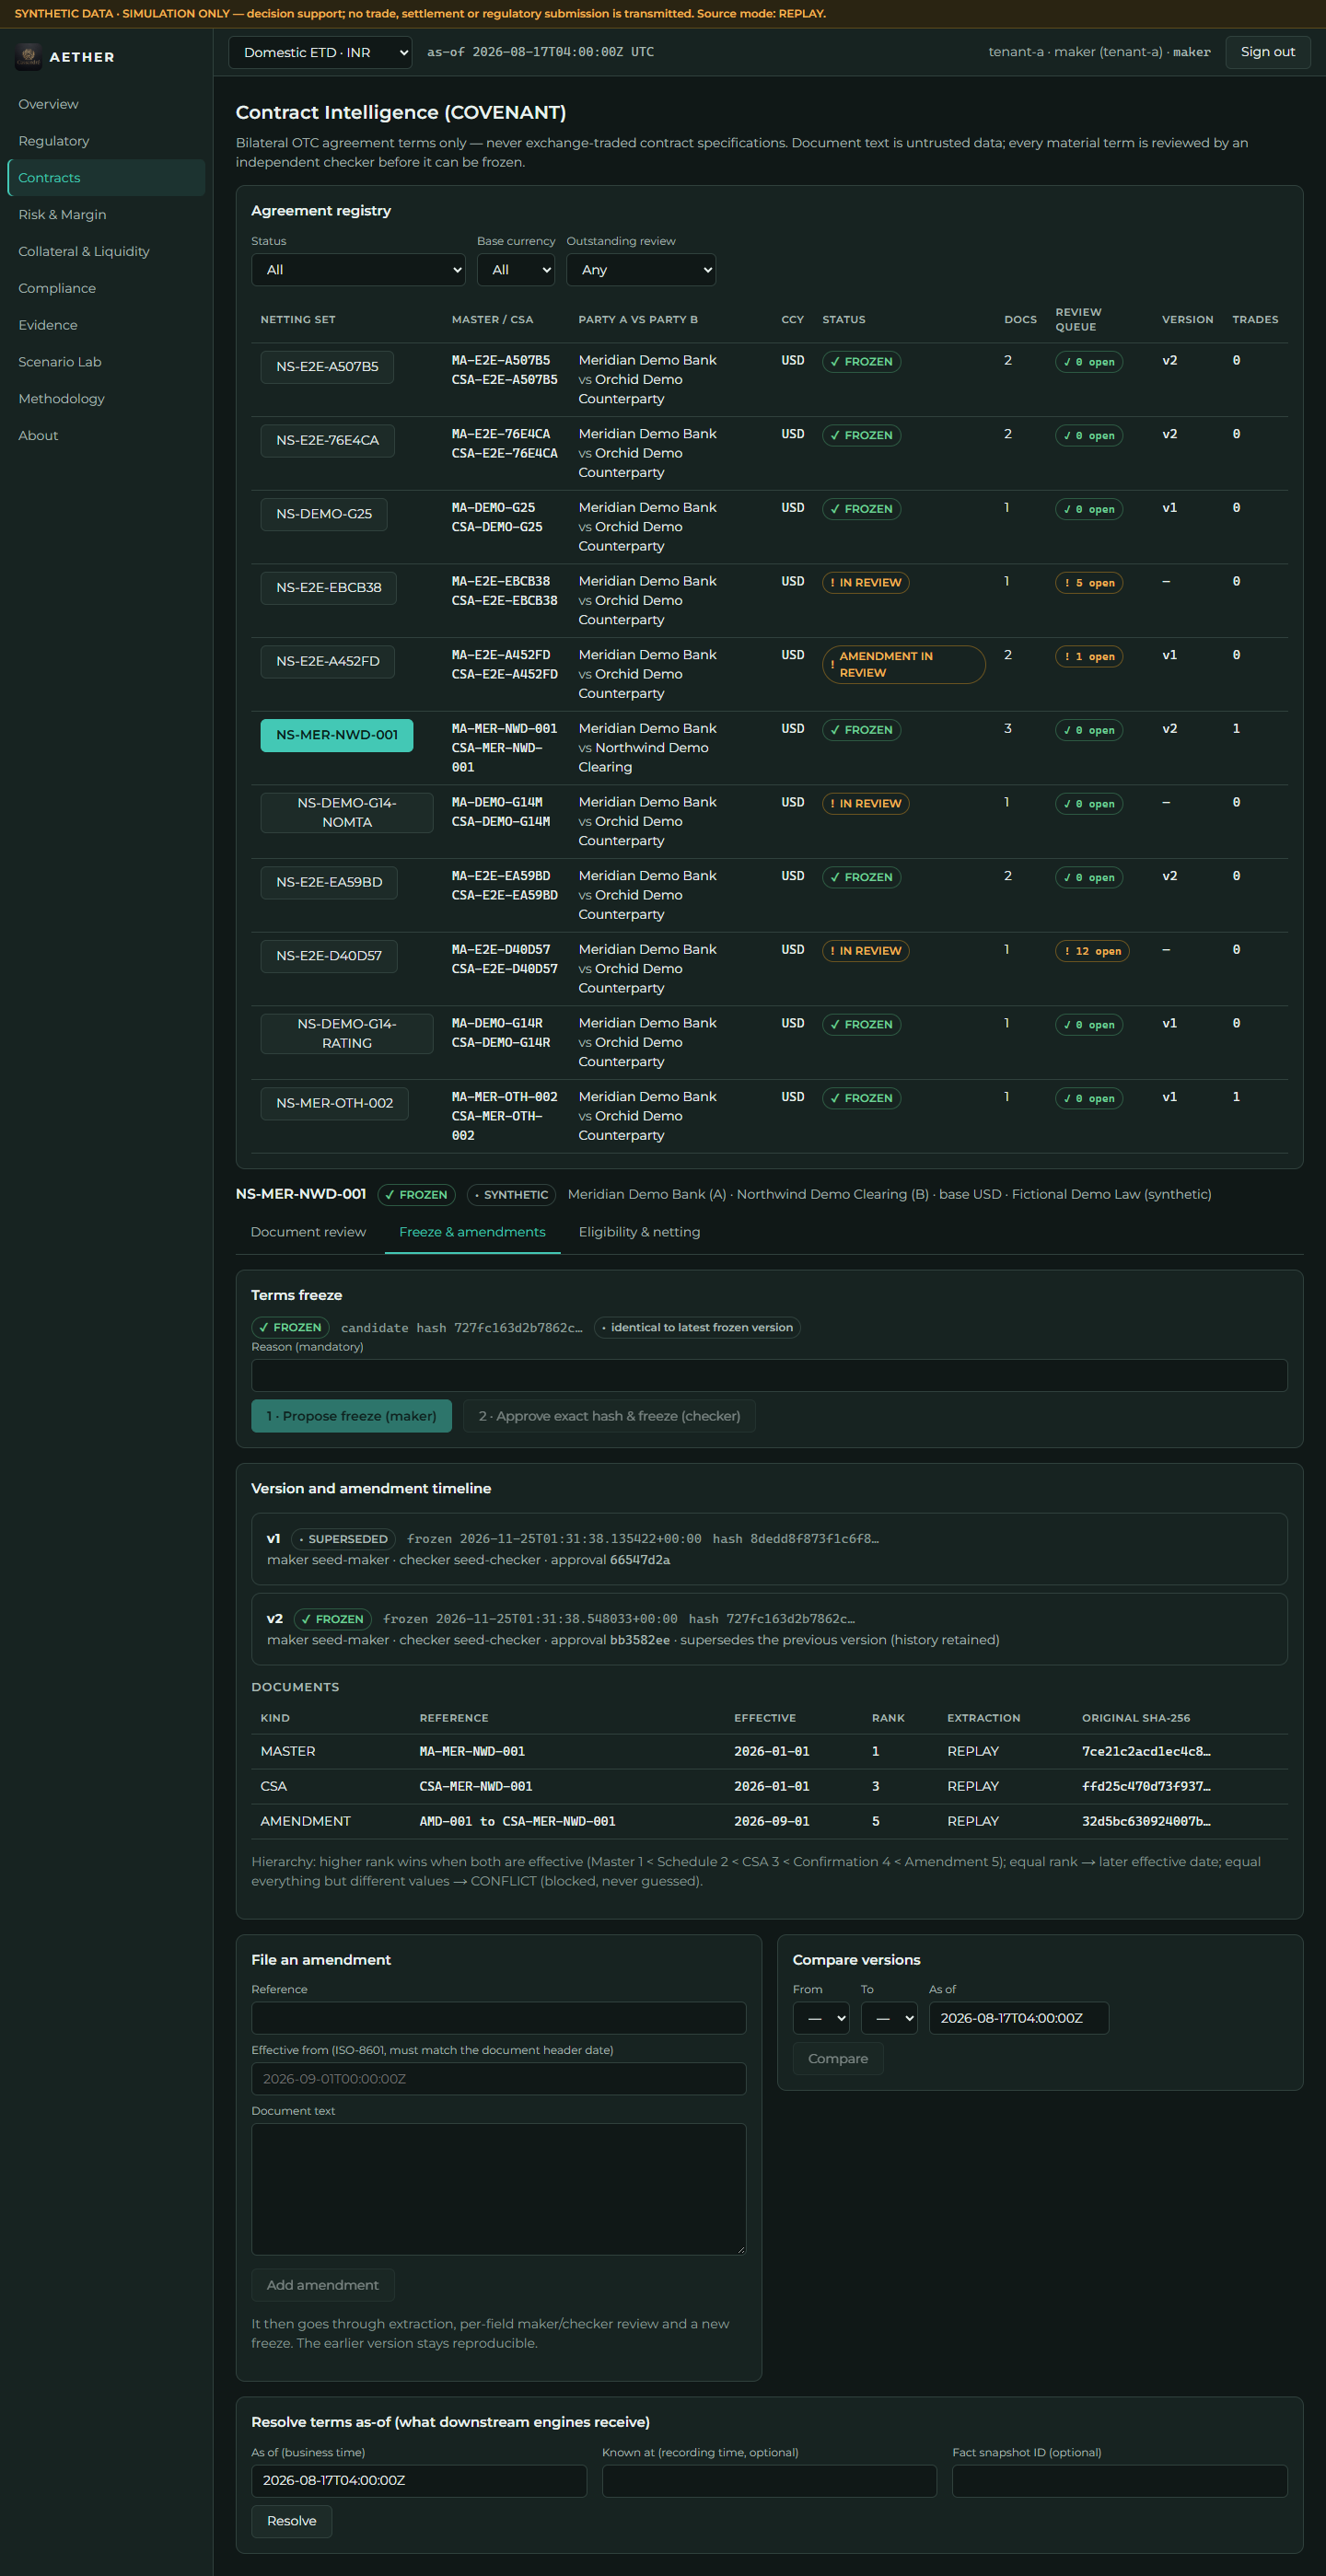 SYNTHETIC DATA · SIMULATION ONLY — decision support; no trade, settlement or regulatory submission is transmitted. Source mode: REPLAY.
AETHER
Domestic ETD · INR
as-of 2026-08-17T04:00:00Z UTC
tenant-a · maker (tenant-a) · maker
Sign out
Overview
Regulatory
Contracts
Risk & Margin
Collateral & Liquidity
Compliance
Evidence
Scenario Lab
Methodology
About
Contract Intelligence (COVENANT)
Bilateral OTC agreement terms only — never exchange-traded contract specifications. Document text is untrusted data; every material term is reviewed by an
independent checker before it can be frozen.
Agreement registry
Status Base currency Outstanding review
All All Any
NETTING SET MASTER / CSA PARTY A VS PARTY B CCY STATUS DOCS REVIEW QUEUE VERSION TRADES
NS-E2E-A507B5 MA-E2E-A507B5 Meridian Demo Bank USD ✓ FROZEN 2 ✓ 0 open v2 0
CSA-E2E-A507B5 vs Orchid Demo
Counterparty
NS-E2E-76E4CA MA-E2E-76E4CA Meridian Demo Bank USD ✓ FROZEN 2 ✓ 0 open v2 0
CSA-E2E-76E4CA vs Orchid Demo
Counterparty
NS-DEMO-G25 MA-DEMO-G25 Meridian Demo Bank USD ✓ FROZEN 1 ✓ 0 open v1 0
CSA-DEMO-G25 vs Orchid Demo
Counterparty
NS-E2E-EBCB38 MA-E2E-EBCB38 Meridian Demo Bank USD ! IN REVIEW 1 ! 5 open — 0
CSA-E2E-EBCB38 vs Orchid Demo
Counterparty
NS-E2E-A452FD MA-E2E-A452FD Meridian Demo Bank USD ! AMENDMENT IN REVIEW 2 ! 1 open v1 0
CSA-E2E-A452FD vs Orchid Demo
Counterparty
NS-MER-NWD-001 MA-MER-NWD-001 Meridian Demo Bank USD ✓ FROZEN 3 ✓ 0 open v2 1
CSA-MER-NWD- vs Northwind Demo
001 Clearing
NS-DEMO-G14- MA-DEMO-G14M Meridian Demo Bank USD ! IN REVIEW 1 ✓ 0 open — 0
NOMTA CSA-DEMO-G14M vs Orchid Demo
Counterparty
NS-E2E-EA59BD MA-E2E-EA59BD Meridian Demo Bank USD ✓ FROZEN 2 ✓ 0 open v2 0
CSA-E2E-EA59BD vs Orchid Demo
Counterparty
NS-E2E-D40D57 MA-E2E-D40D57 Meridian Demo Bank USD ! IN REVIEW 1 ! 12 open — 0
CSA-E2E-D40D57 vs Orchid Demo
Counterparty
NS-DEMO-G14- MA-DEMO-G14R Meridian Demo Bank USD ✓ FROZEN 1 ✓ 0 open v1 0
RATING CSA-DEMO-G14R vs Orchid Demo
Counterparty
NS-MER-OTH-002 MA-MER-OTH-002 Meridian Demo Bank USD ✓ FROZEN 1 ✓ 0 open v1 1
CSA-MER-OTH- vs Orchid Demo
002 Counterparty
NS-MER-NWD-001 ✓ FROZEN • SYNTHETIC Meridian Demo Bank (A) · Northwind Demo Clearing (B) · base USD · Fictional Demo Law (synthetic)
Document review Freeze & amendments Eligibility & netting
Terms freeze
✓ FROZEN candidate hash 727fc163d2b7862c… • identical to latest frozen version
Reason (mandatory)
1 · Propose freeze (maker) 2 · Approve exact hash & freeze (checker)
Version and amendment timeline
v1 • SUPERSEDED frozen 2026-11-25T01:31:38.135422+00:00 hash 8dedd8f873f1c6f8…
maker seed-maker · checker seed-checker · approval 66547d2a
v2 ✓ FROZEN frozen 2026-11-25T01:31:38.548033+00:00 hash 727fc163d2b7862c…
maker seed-maker · checker seed-checker · approval bb3582ee · supersedes the previous version (history retained)
DOCUMENTS
KIND REFERENCE EFFECTIVE RANK EXTRACTION ORIGINAL SHA-256
MASTER MA-MER-NWD-001 2026-01-01 1 REPLAY 7ce21c2acd1ec4c8…
CSA CSA-MER-NWD-001 2026-01-01 3 REPLAY ffd25c470d73f937…
AMENDMENT AMD-001 to CSA-MER-NWD-001 2026-09-01 5 REPLAY 32d5bc630924007b…
Hierarchy: higher rank wins when both are effective (Master 1 < Schedule 2 < CSA 3 < Confirmation 4 < Amendment 5); equal rank → later effective date; equal
everything but different values → CONFLICT (blocked, never guessed).
File an amendment
Reference
Effective from (ISO-8601, must match the document header date)
2026-09-01T00:00:00Z
Document text
Add amendment
It then goes through extraction, per-field maker/checker review and a new
freeze. The earlier version stays reproducible.
Compare versions
From To As of
— — 2026-08-17T04:00:00Z
Compare
Resolve terms as-of (what downstream engines receive)
As of (business time) Known at (recording time, optional) Fact snapshot ID (optional)
2026-08-17T04:00:00Z
Resolve